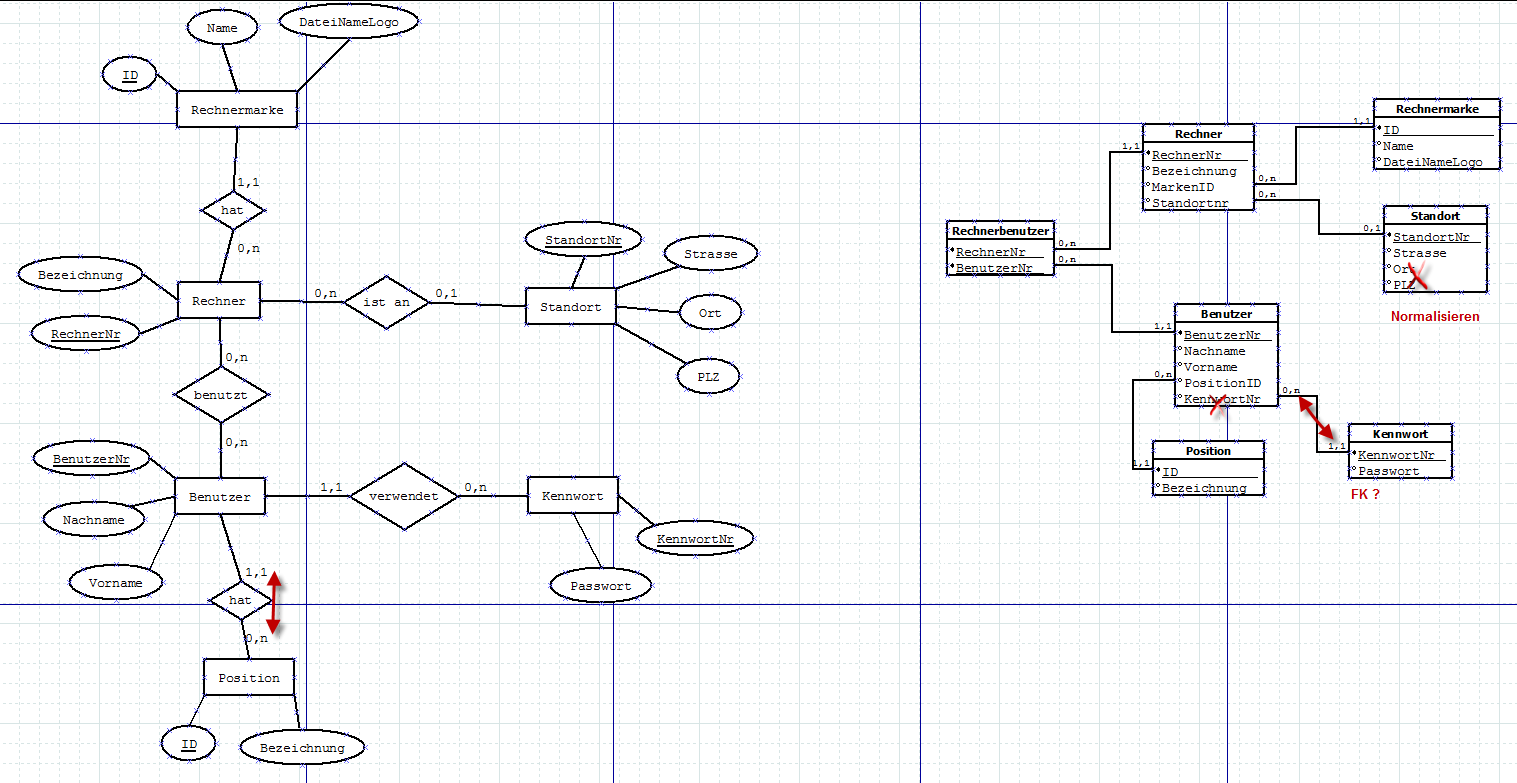 Name
DateiNameLogo
ID
Rechnermarke
1,1
hat
0,n
Bezeichnung
Rechner
RechnerNr
0,n
ist an
0,1
StandortNr
Strasse
Standort
Ort
PLZ
0,n
benutzt
0,n
BenutzerNr
Benutzer
Nachname
Vorname
1,1
verwendet
0,n
Kennwort
KennwortNr
Passwort
1,1
hat
0,n
Position
ID
Bezeichnung
Rechnerbenutzer
RechnerNr
BenutzerNr
0,n
0,n
1,1
Rechner
RechnerNr
Bezeichnung
MarkenID
Standortnr
0,n
0,n
1,1
Rechnermarke
ID
Name
DateiNameLogo
0,1
Standort
StandortNr
Strasse
Ort
PLZ
Normalisieren
1,1
Benutzer
BenutzerNr
Nachname
Vorname
PositionID
KennwortNr
0,n
0,n
1,1
Position
ID
Bezeichnung
1,1
Kennwort
KennwortNr
Passwort
FK ?